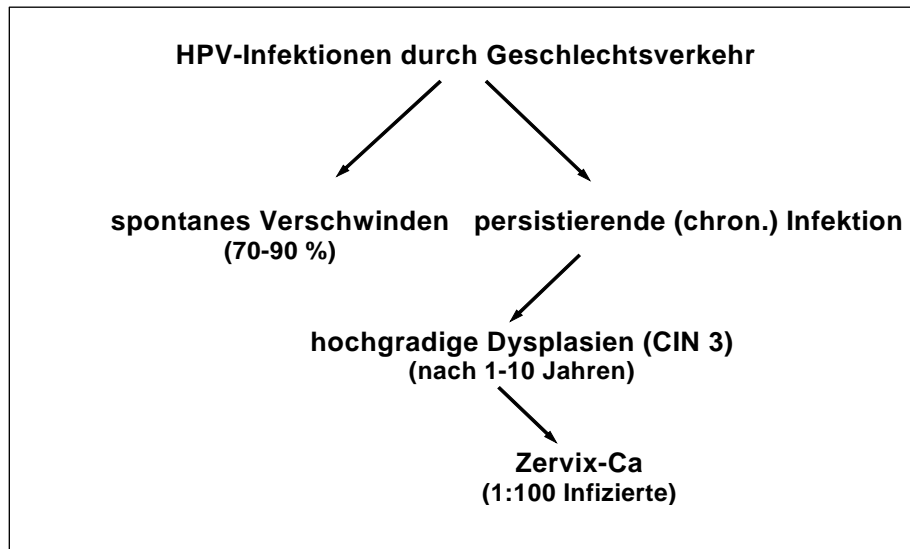 HPV-Infektionen durch Geschlechtsverkehr
spontanes Verschwinden
(70-90 %)
persistierende (chron.) Infektion
hochgradige Dysplasien (CIN 3)
(nach 1-10 Jahren)
Zervix-Ca
(1:100 Infizierte)